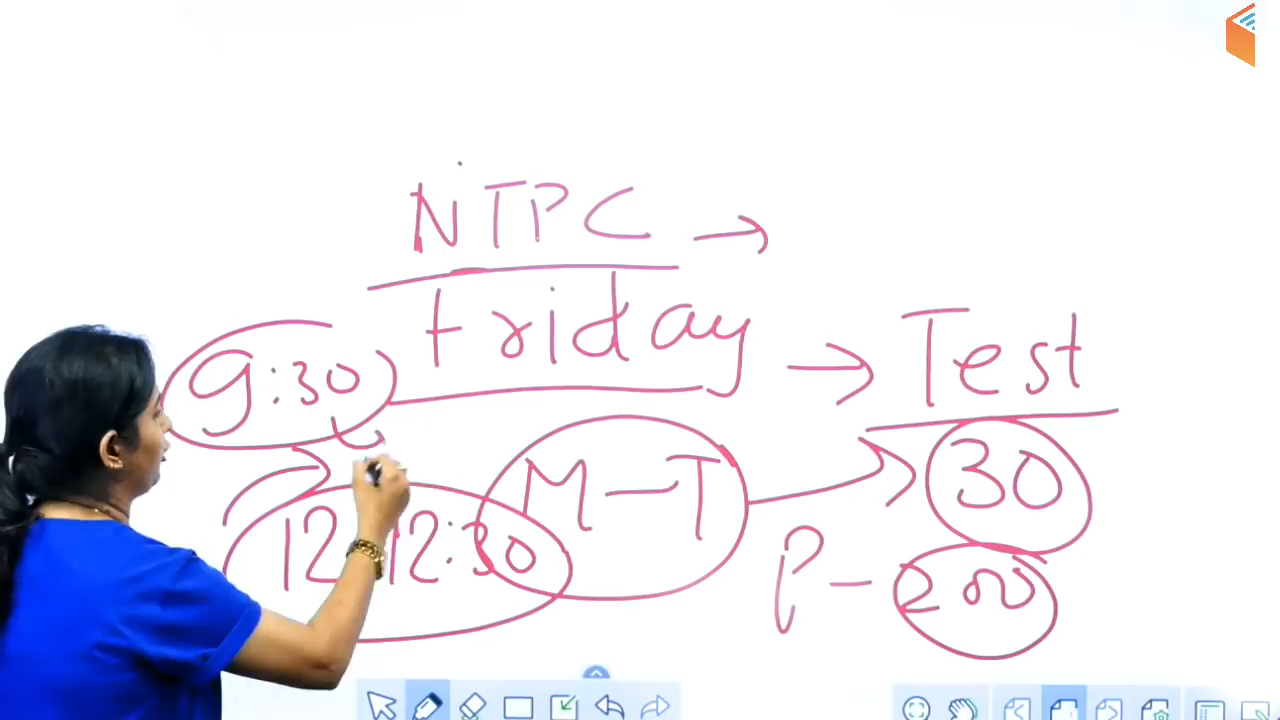 NTPC →
Friday
9:30 → Test
M-T 30
12 12:30
P-200